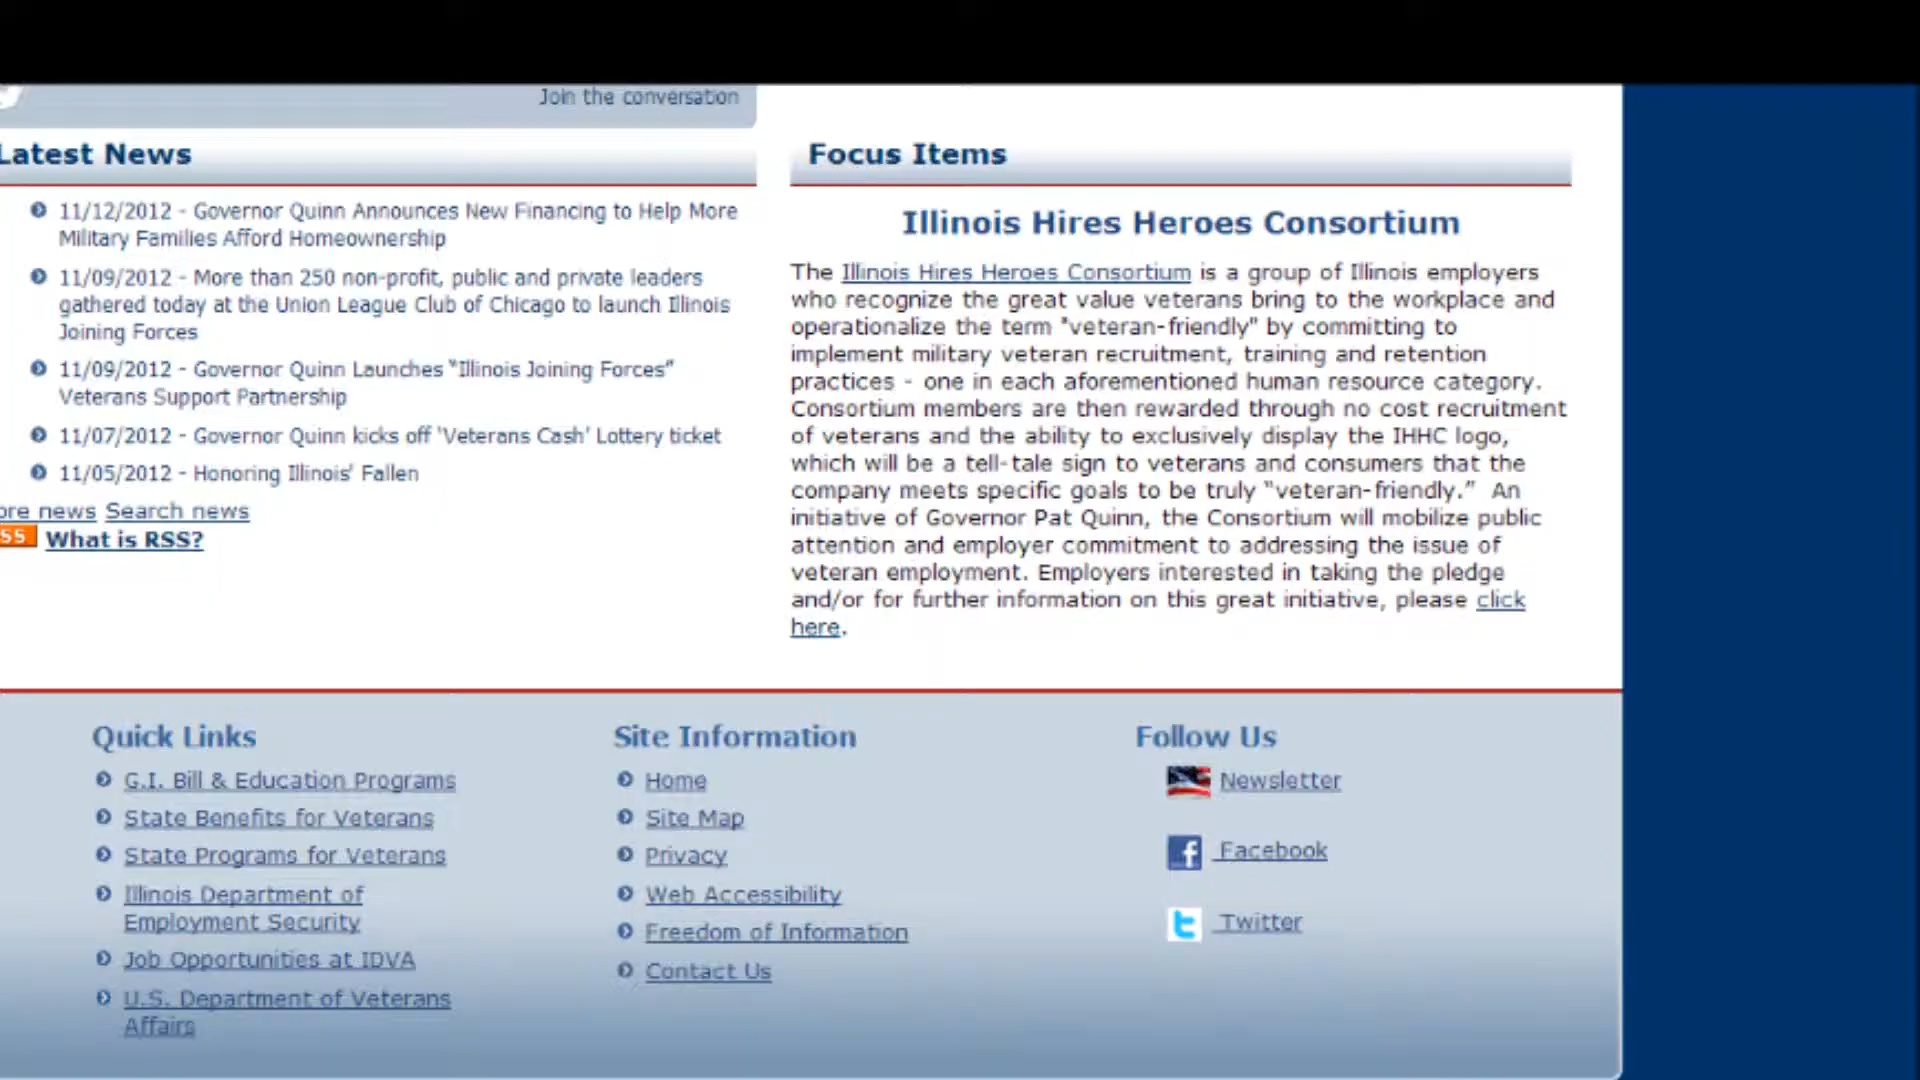 Join the conversation
Latest News
11/12/2012 - Governor Quinn Announces New Financing to Help More
Military Families Afford Homeownership
11/09/2012 - More than 250 non-profit, public and private leaders
gathered today at the Union League Club of Chicago to launch Illinois
Joining Forces
11/09/2012 - Governor Quinn Launches “Illinois Joining Forces”
Veterans Support Partnership
11/07/2012 - Governor Quinn kicks off ‘Veterans Cash’ Lottery ticket
11/05/2012 - Honoring Illinois’ Fallen
ore news Search news
SS What is RSS?
Focus Items
Illinois Hires Heroes Consortium
The Illinois Hires Heroes Consortium is a group of Illinois employers
who recognize the great value veterans bring to the workplace and
operationalize the term "veteran-friendly" by committing to
implement military veteran recruitment, training and retention
practices - one in each aforementioned human resource category.
Consortium members are then rewarded through no cost recruitment
of veterans and the ability to exclusively display the IHHC logo,
which will be a tell-tale sign to veterans and consumers that the
company meets specific goals to be truly “veteran-friendly.” An
initiative of Governor Pat Quinn, the Consortium will mobilize public
attention and employer commitment to addressing the issue of
veteran employment. Employers interested in taking the pledge
and/or for further information on this great initiative, please click
here.
Quick Links
G.I. Bill & Education Programs
State Benefits for Veterans
State Programs for Veterans
Illinois Department of
Employment Security
Job Opportunities at IDVA
U.S. Department of Veterans
Affairs
Site Information
Home
Site Map
Privacy
Web Accessibility
Freedom of Information
Contact Us
Follow Us
Newsletter
Facebook
Twitter